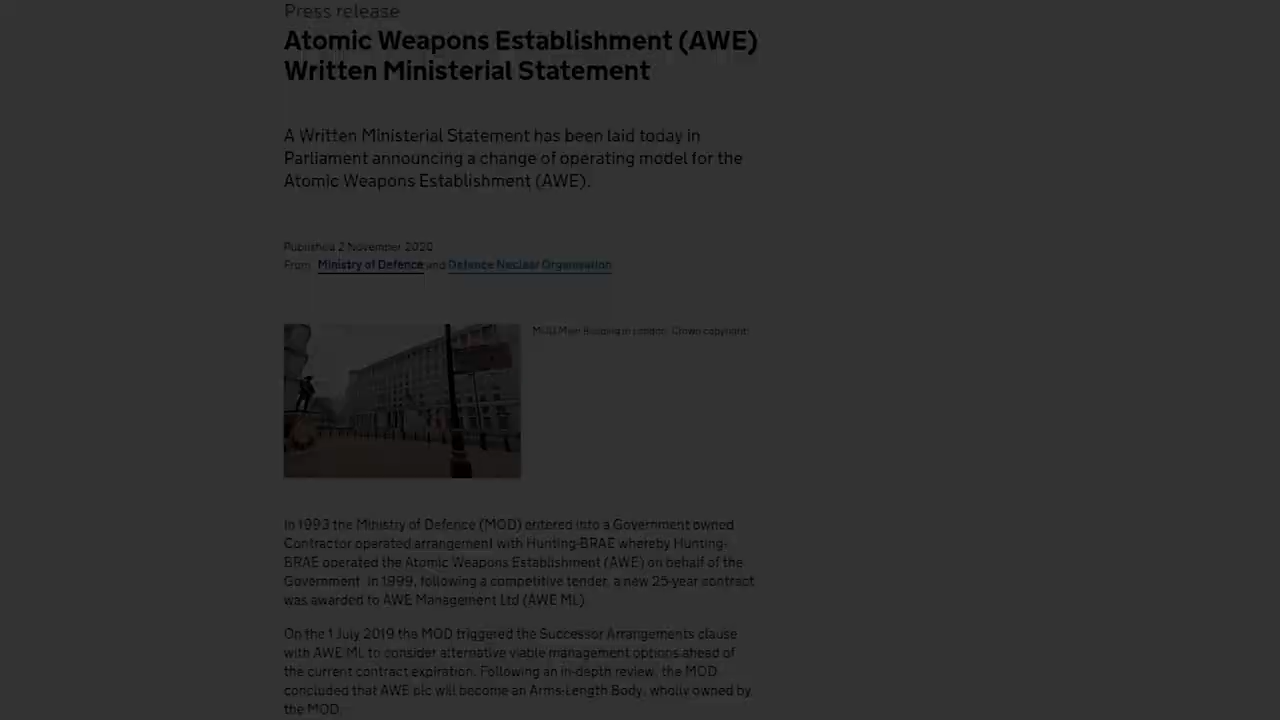 Press release
Atomic Weapons Establishment (AWE)
Written Ministerial Statement
A Written Ministerial Statement has been laid today in
Parliament announcing a change of operating model for the
Atomic Weapons Establishment (AWE).
Published 2 November 2020
From: Ministry of Defence and Defence Nuclear Organisation
MOD Main Building in London. Crown copyright.
In 1993 the Ministry of Defence (MOD) entered into a Government owned
Contractor operated arrangement with Hunting-BRAE whereby Hunting-
BRAE operated the Atomic Weapons Establishment (AWE) on behalf of the
Government. In 1999, following a competitive tender, a new 25-year contract
was awarded to AWE Management Ltd (AWE ML).
On the 1 July 2019 the MOD triggered the Successor Arrangements clause
with AWE ML to consider alternative viable management options ahead of
the current contract expiration. Following an in-depth review, the MOD
concluded that AWE plc will become an Arms-Length Body, wholly owned by
the MOD.